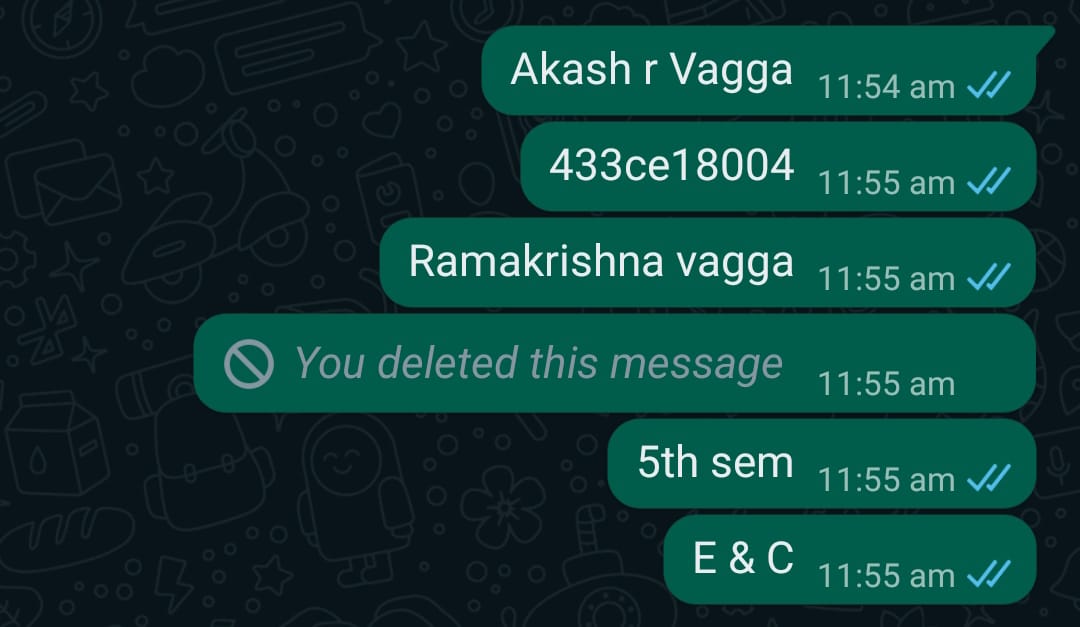 Akash r Vagga 11:54 am
433ce18004 11:55 am
Ramakrishna vagga 11:55 am
You deleted this message 11:55 am
5th sem 11:55 am
E & C 11:55 am